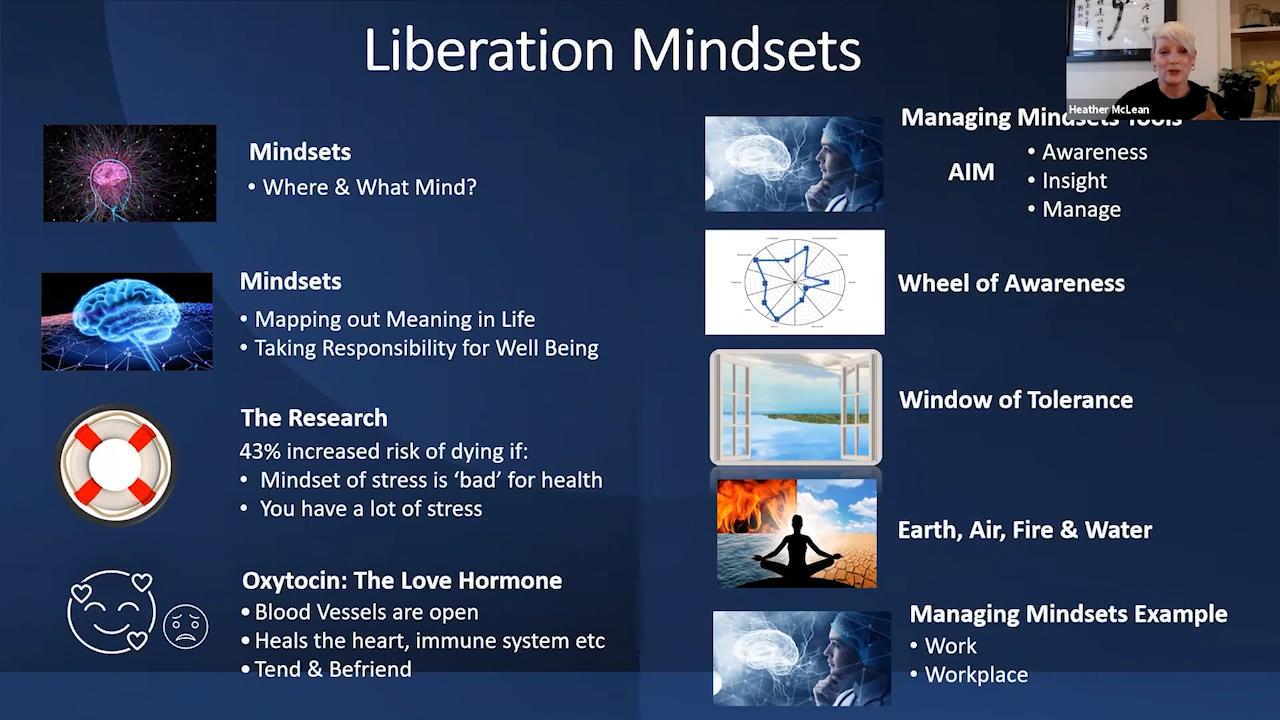 Liberation Mindsets
Heather McLean
Mindsets
• Where & What Mind?
Mindsets
• Mapping out Meaning in Life
• Taking Responsibility for Well Being
The Research
43% increased risk of dying if:
• Mindset of stress is ‘bad’ for health
• You have a lot of stress
Oxytocin: The Love Hormone
• Blood Vessels are open
• Heals the heart, immune system etc
• Tend & Befriend
Managing Mindsets Tools
AIM
• Awareness
• Insight
• Manage
Wheel of Awareness
Window of Tolerance
Earth, Air, Fire & Water
Managing Mindsets Example
• Work
• Workplace